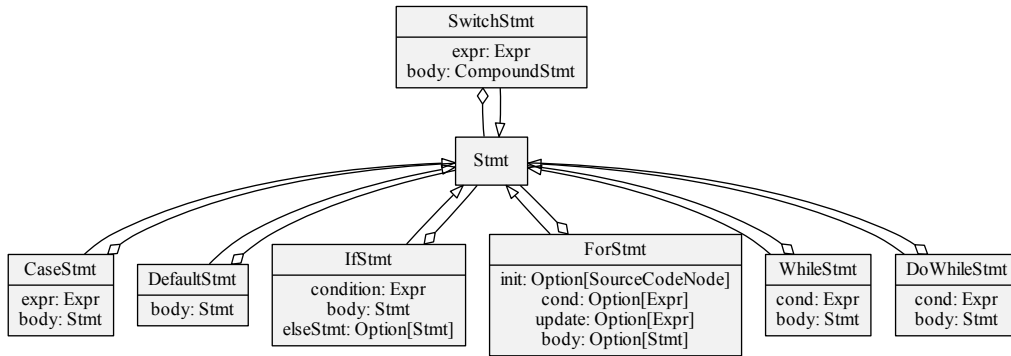 SwitchStmt
expr: Expr
body: CompoundStmt
Stmt
CaseStmt
expr: Expr
body: Stmt
DefaultStmt
body: Stmt
IfStmt
condition: Expr
body: Stmt
elseStmt: Option[Stmt]
ForStmt
init: Option[SourceCodeNode]
cond: Option[Expr]
update: Option[Expr]
body: Option[Stmt]
WhileStmt
cond: Expr
body: Stmt
DoWhileStmt
cond: Expr
body: Stmt